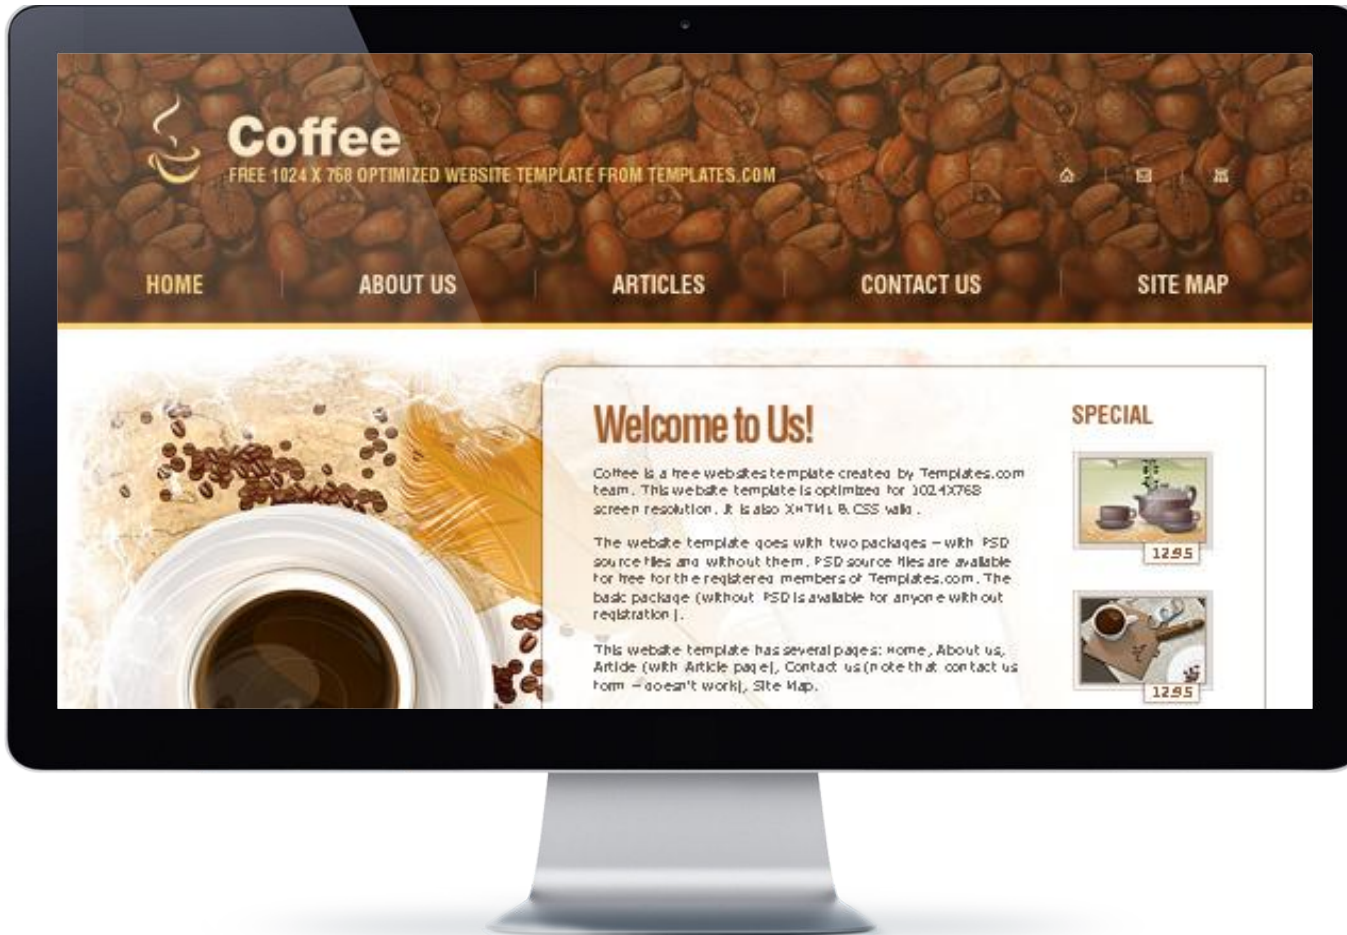 Coffee
FREE 1024 X 768 OPTIMIZED WEBSITE TEMPLATE FROM TEMPLATES.COM
HOME
ABOUT US
ARTICLES
CONTACT US
SITE MAP
Welcome to Us!
Coffee is a free websites template created by Templates.com
team. This website template is optimized for 1024X768
screen resolution. It is also XHTML & CSS valid.
The website template goes with two packages – with PSD
source files and without them. PSD source files are available
for free for the registered members of Templates.com. The
basic package (without PSD is available for anyone without
registration).
This website template has several pages: Home, About us,
Article (with Article page), Contact us (note that contact us
form – doesn't work), Site Map.
SPECIAL
12.95
12.95